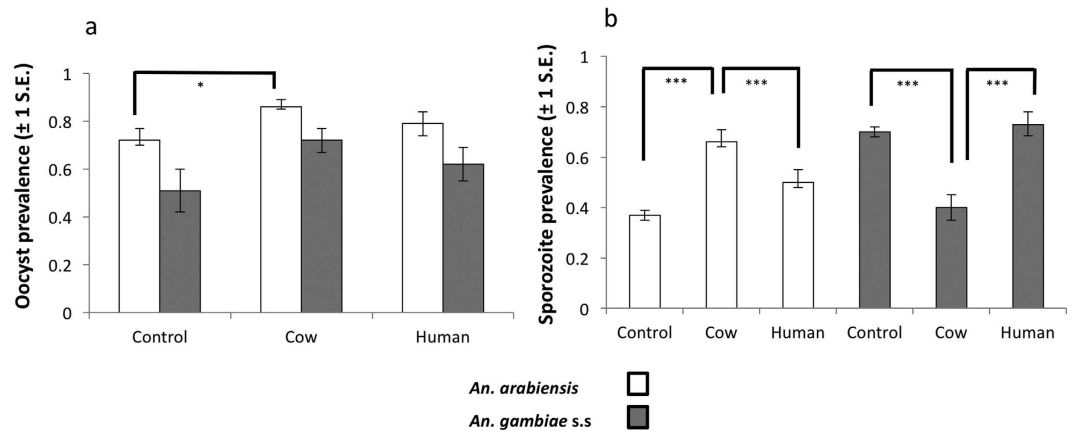 a
Oocyst prevalence (± 1 S.E.)
1
0.8
0.6
0.4
0.2
0
*
Control Cow Human
b
Sporozoite prevalence (± 1 S.E.)
1
0.8
0.6
0.4
0.2
0
*** *** *** ***
Control Cow Human Control Cow Human
An. arabiensis
An. gambiae s.s